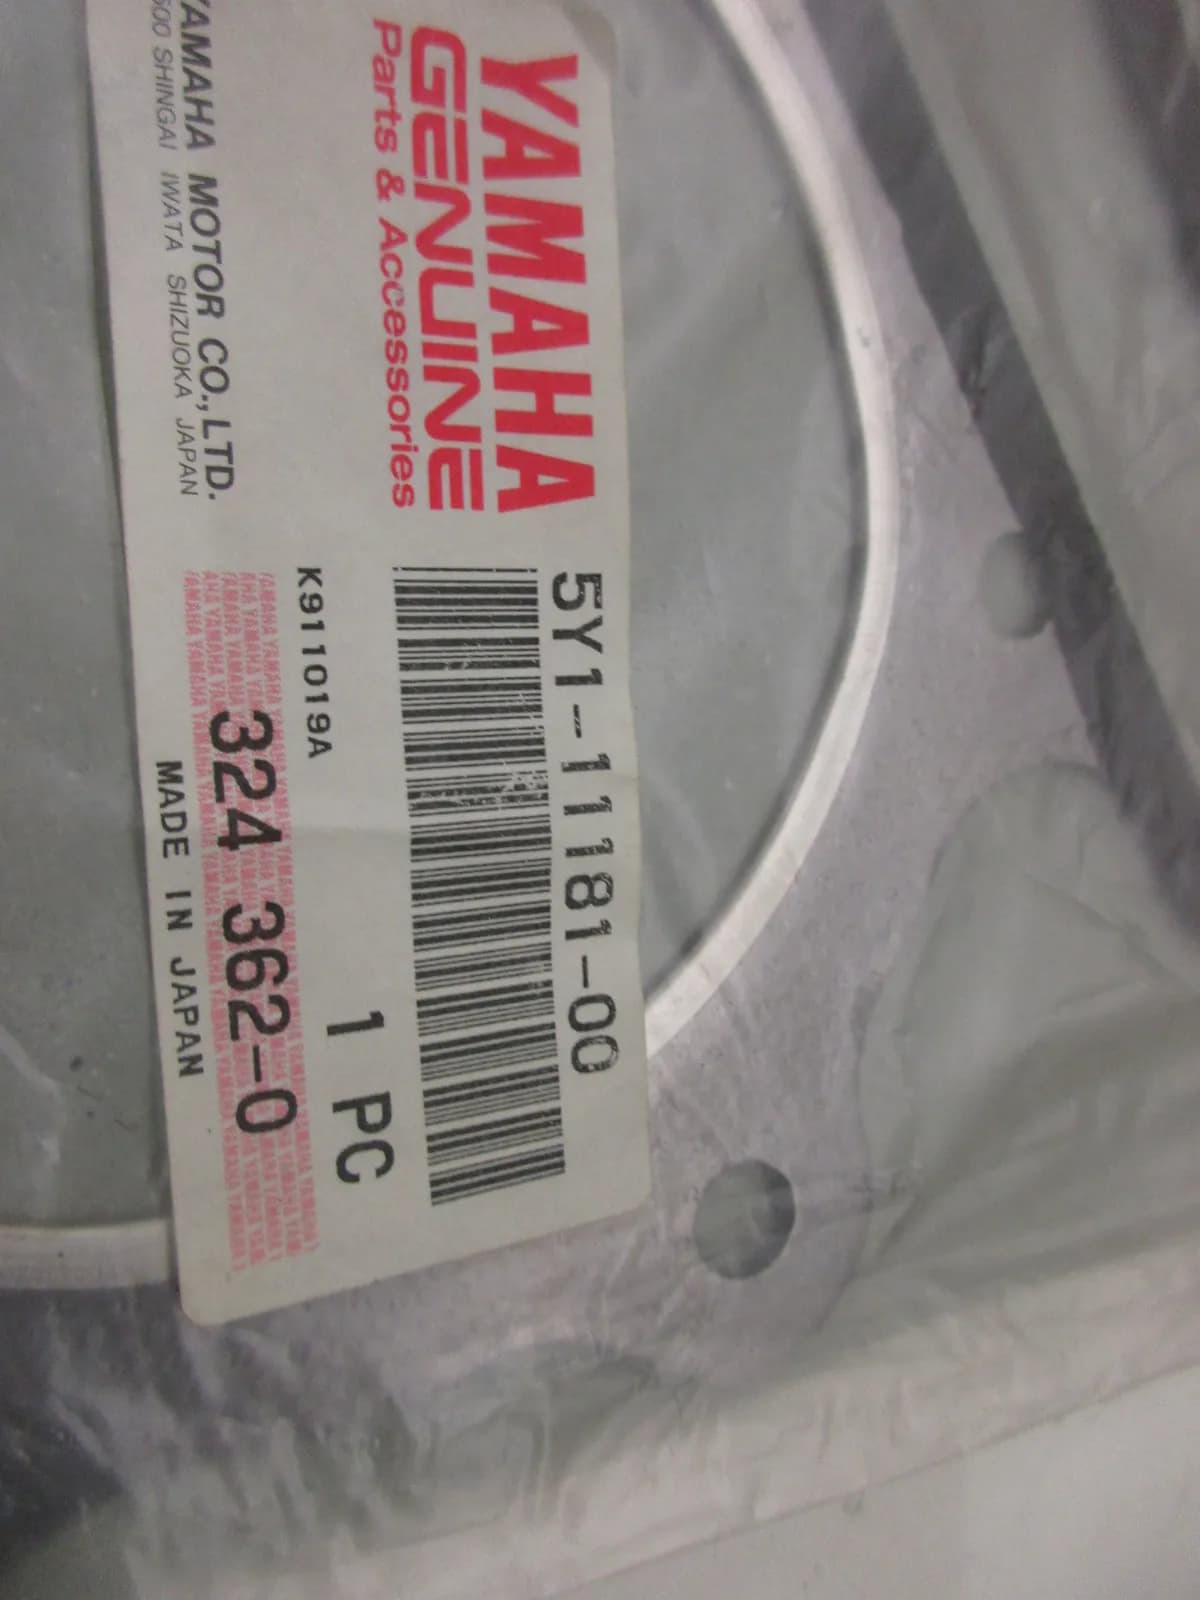 YAMAHA
GENUINE
Parts & Accessories
5Y1-11181-00
1 PC
K911019A
324 362-0
YAMAHA MOTOR CO., LTD.
SHINGAI IWATA SHIZUOKA JAPAN
MADE IN JAPAN